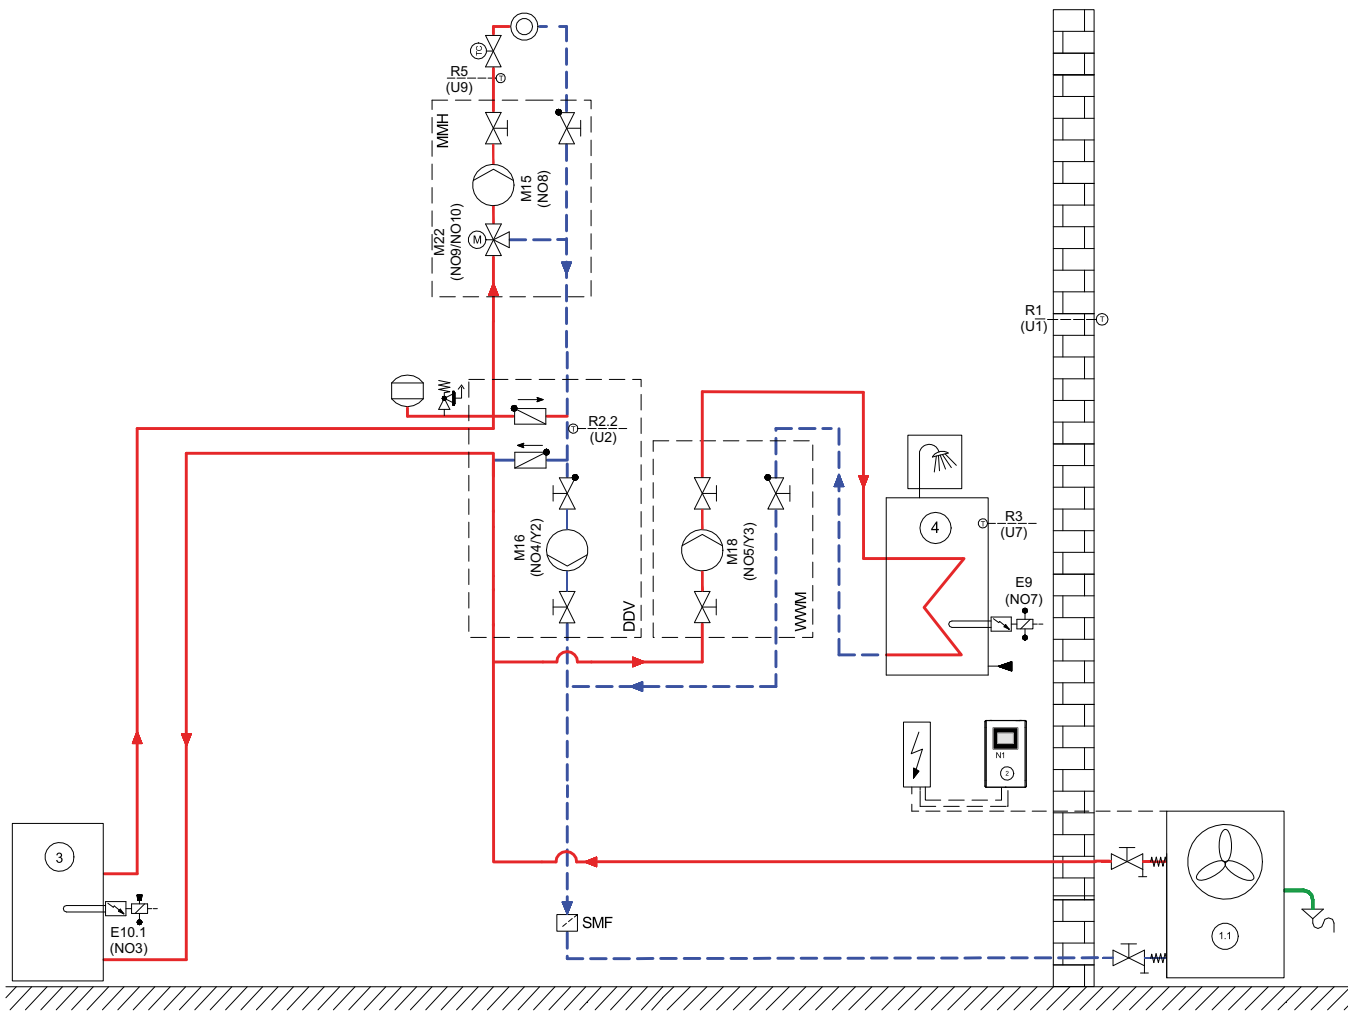 TC
R5
(U9)
T
MMH
M15
(NO8)
M22
(NO9/NO10)
M
R1
(U1)
T
R2.2
(U2)
T
M16
(NO4/Y2)
DDV
M18
(NO5/Y3)
WWM
4
R3
(U7)
T
E9
(NO7)
N1
2
3
E10.1
(NO3)
SMF
1.1